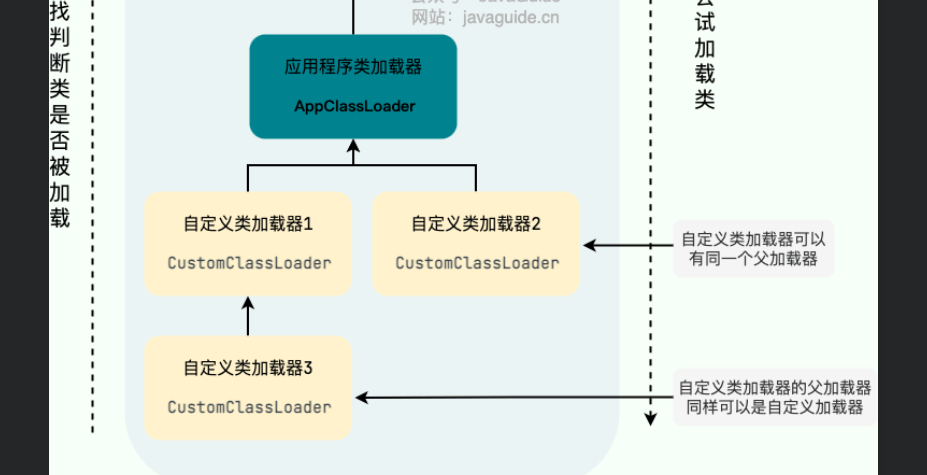 网站：javaguide.cn
找判断类是否被加载
试加载类
应用程序类加载器
AppClassLoader
自定义类加载器1
CustomClassLoader
自定义类加载器2
CustomClassLoader
自定义类加载器可以
有同一个父加载器
自定义类加载器3
CustomClassLoader
自定义类加载器的父加载器
同样可以是自定义加载器